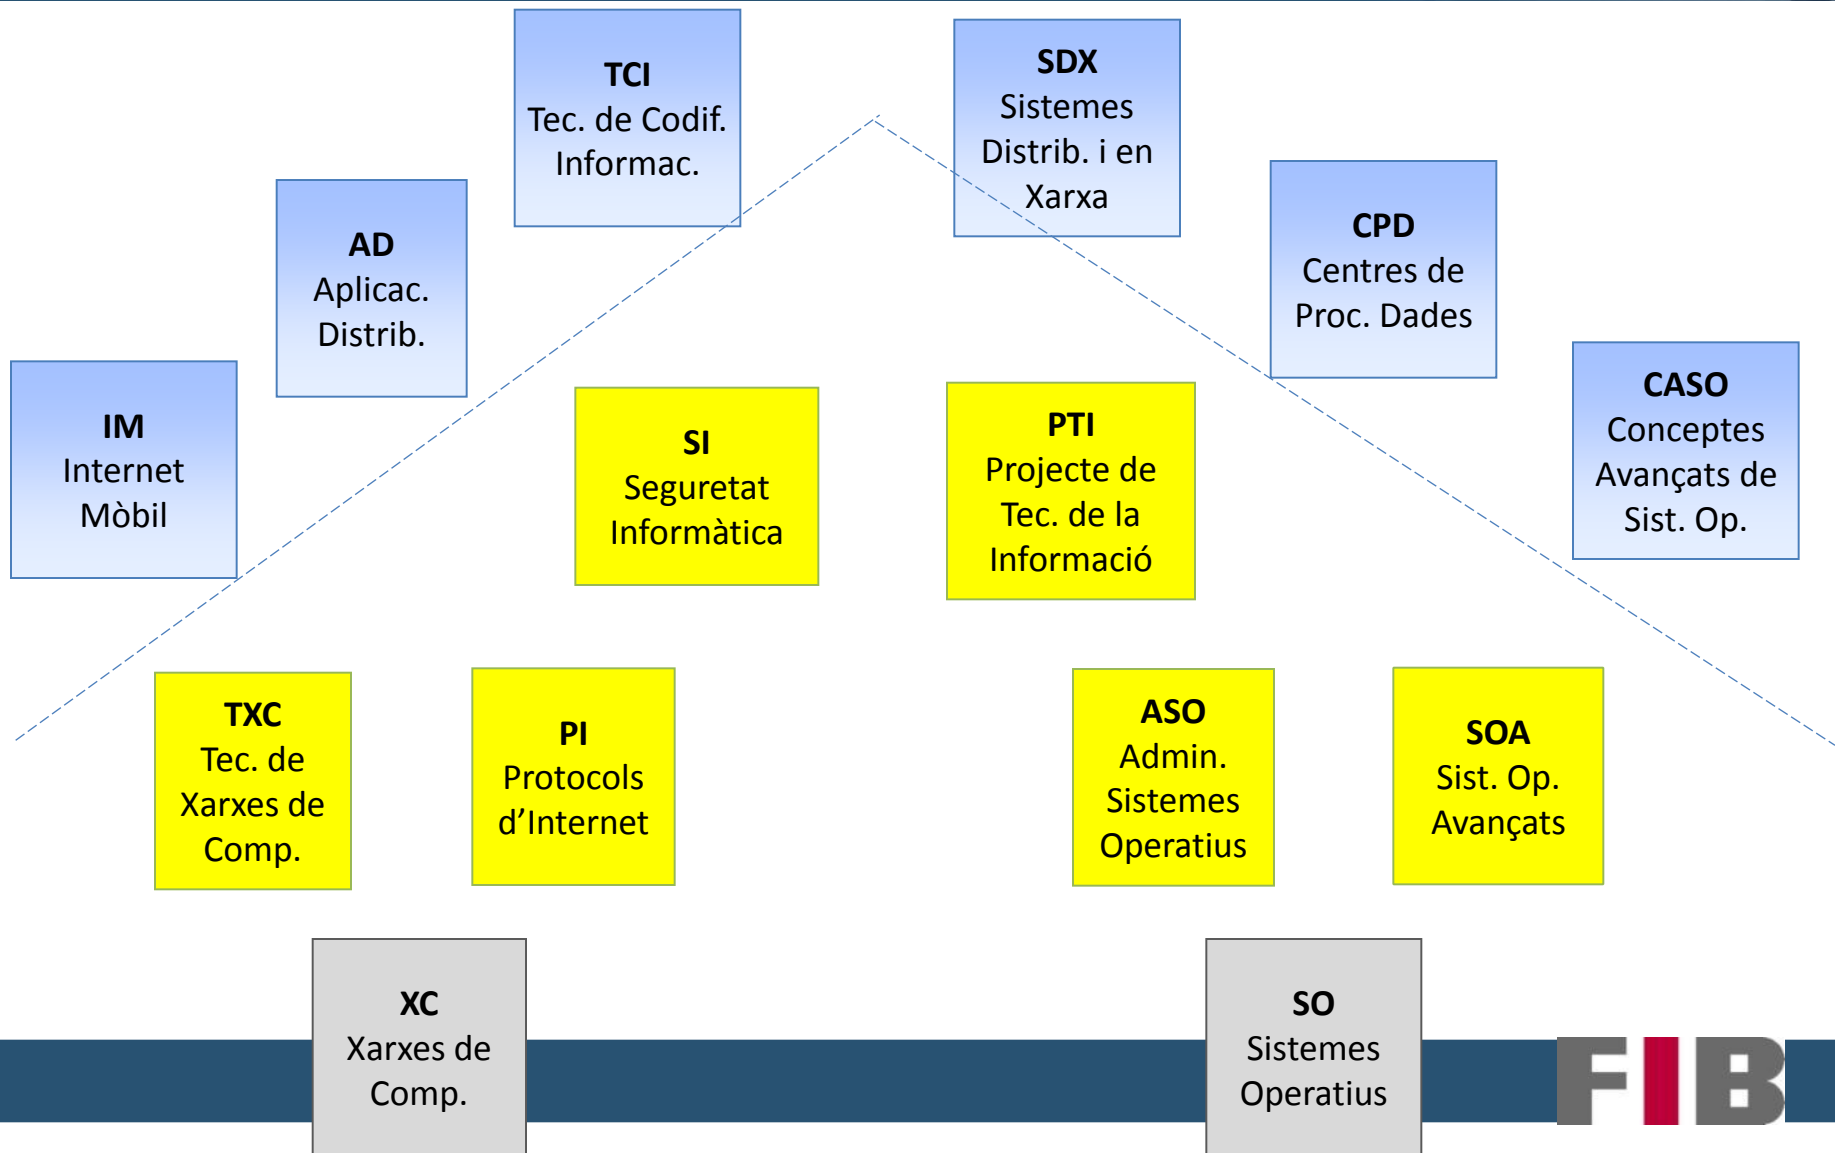 TCI
Tec. de Codif.
Informac.
SDX
Sistemes
Distrib. i en
Xarxa
AD
Aplicac.
Distrib.
CPD
Centres de
Proc. Dades
IM
Internet
Mòbil
CASO
Conceptes
Avançats de
Sist. Op.
SI
Seguretat
Informàtica
PTI
Projecte de
Tec. de la
Informació
TXC
Tec. de
Xarxes de
Comp.
PI
Protocols
d’Internet
ASO
Admin.
Sistemes
Operatius
SOA
Sist. Op.
Avançats
XC
Xarxes de
Comp.
SO
Sistemes
Operatius
FIB